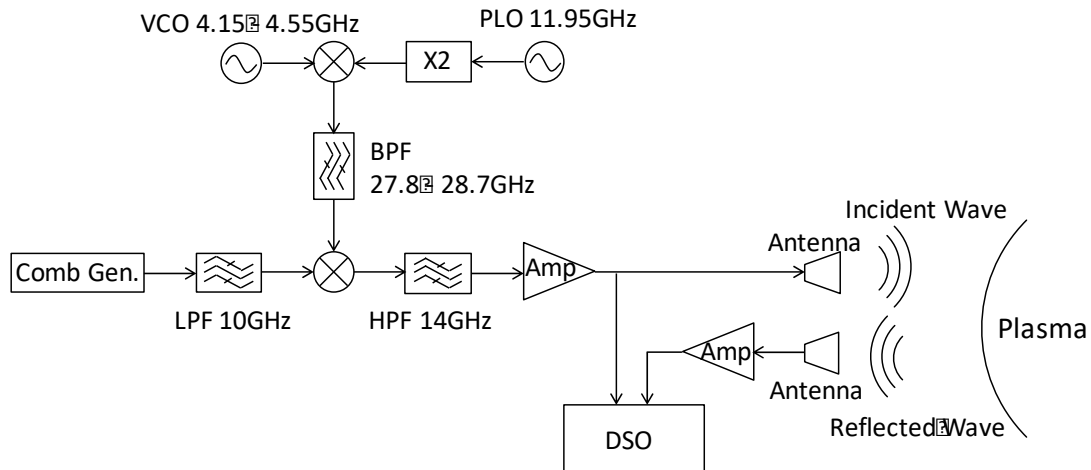 VCO 4.15⍰ 4.55GHz
PLO 11.95GHz
X2
BPF
27.8⍰ 28.7GHz
Incident Wave
Antenna
Comb Gen.
Amp
LPF 10GHz
HPF 14GHz
Plasma
Amp
Antenna
DSO
Reflected⍰Wave